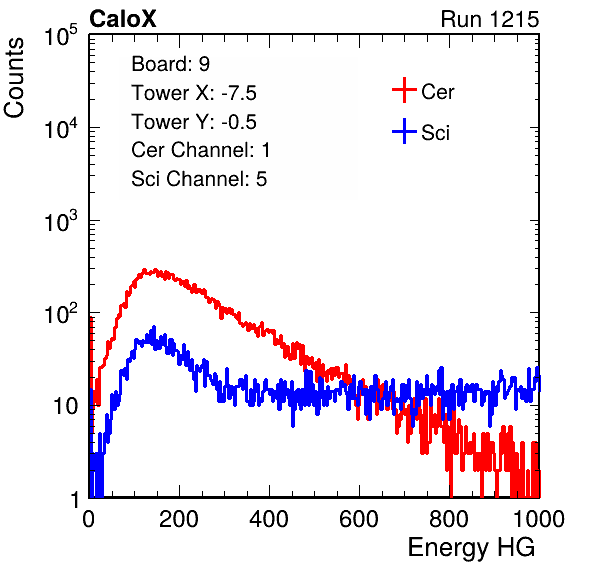 CaloX Run 1215
Counts
10^5
10^4
10^3
10^2
10
1
Board: 9
Tower X: -7.5
Tower Y: -0.5
Cer Channel: 1
Sci Channel: 5
Cer
Sci
0 200 400 600 800 1000
Energy HG